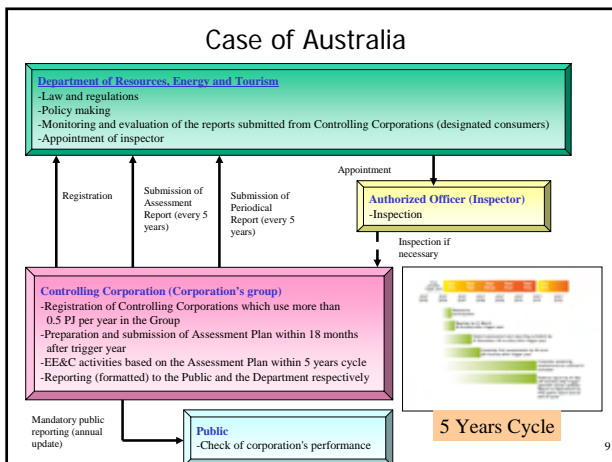 Case of Australia
Department of Resources, Energy and Tourism
-Law and regulations
-Policy making
-Monitoring and evaluation of the reports submitted from Controlling Corporations (designated consumers)
-Appointment of inspector
Registration
Submission of
Assessment
Report (every 5
years)
Submission of
Periodical
Report (every 5
years)
Appointment
Authorized Officer (Inspector)
-Inspection
Inspection if
necessary
Controlling Corporation (Corporation's group)
-Registration of Controlling Corporations which use more than
0.5 PJ per year in the Group
-Preparation and submission of Assessment Plan within 18 months
after trigger year
-EE&C activities based on the Assessment Plan within 5 years cycle
-Reporting (formatted) to the Public and the Department respectively
5 Years Cycle
Mandatory public
reporting (annual
update)
Public
-Check of corporation's performance
9